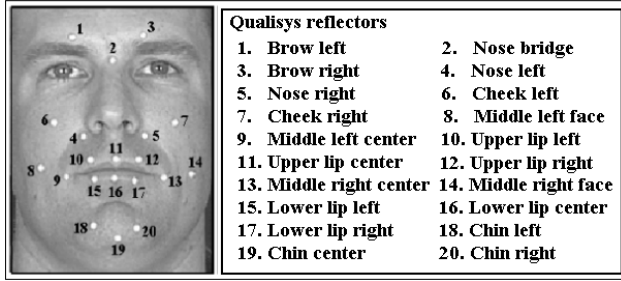 1 3
2
6 7
4 5
11
10 12
8 14
9 13
15 16 17
18 20
19
Qualisys reflectors
1. Brow left 2. Nose bridge
3. Brow right 4. Nose left
5. Nose right 6. Cheek left
7. Cheek right 8. Middle left face
9. Middle left center 10. Upper lip left
11. Upper lip center 12. Upper lip right
13. Middle right center 14. Middle right face
15. Lower lip left 16. Lower lip center
17. Lower lip right 18. Chin left
19. Chin center 20. Chin right